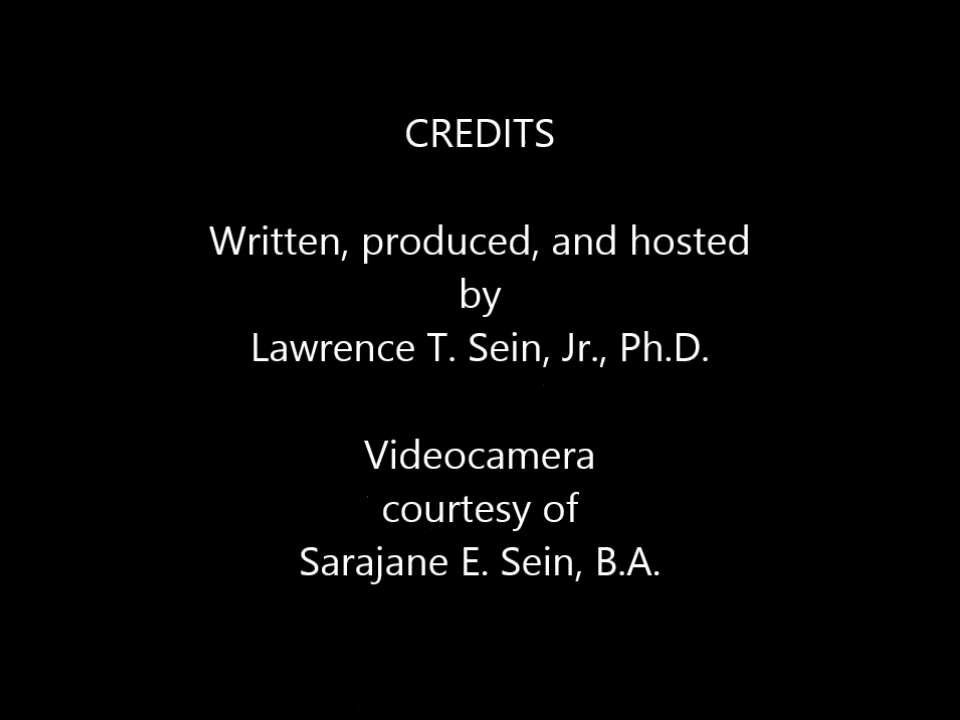 CREDITS
Written, produced, and hosted
by
Lawrence T. Sein, Jr., Ph.D.
Videocamera
courtesy of
Sarajane E. Sein, B.A.